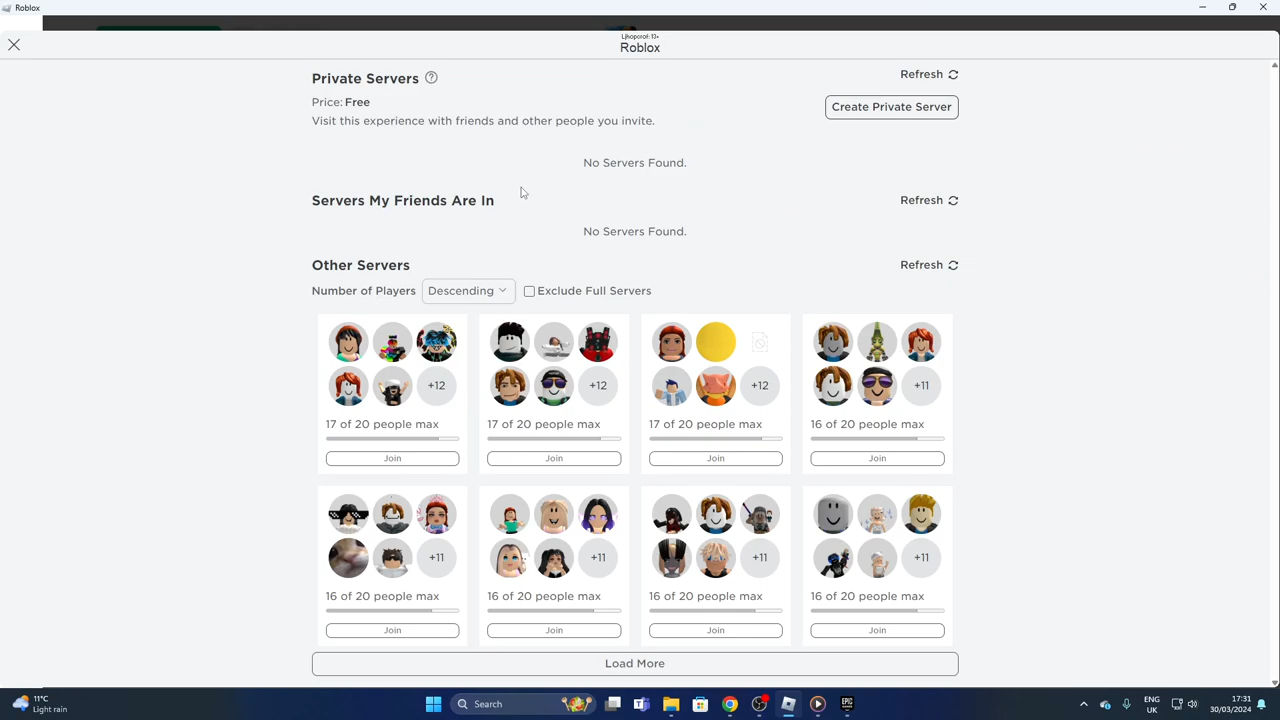 Roblox
Roblox
Private Servers
Refresh
Price: Free
Create Private Server
Visit this experience with friends and other people you invite.
No Servers Found.
Servers My Friends Are In
Refresh
No Servers Found.
Other Servers
Refresh
Number of Players Descending Exclude Full Servers
+12 +12 +12 +11
17 of 20 people max 17 of 20 people max 17 of 20 people max 16 of 20 people max
Join Join Join Join
+11 +11 +11 +11
16 of 20 people max 16 of 20 people max 16 of 20 people max 16 of 20 people max
Join Join Join Join
Load More
11°C
Light rain
Search
ENG
UK
17:31
30/03/2024